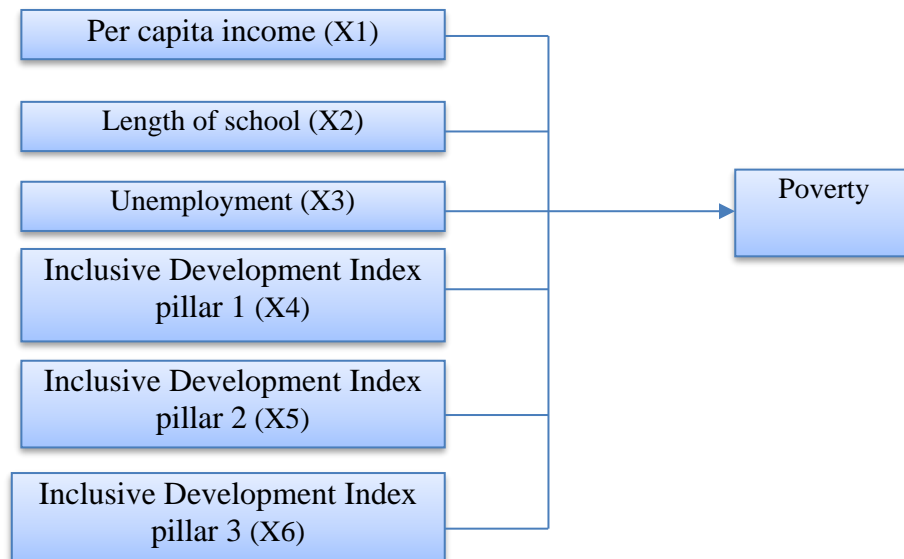 Per capita income (X1)
Length of school (X2)
Unemployment (X3)
Poverty
Inclusive Development Index
pillar 1 (X4)
Inclusive Development Index
pillar 2 (X5)
Inclusive Development Index
pillar 3 (X6)